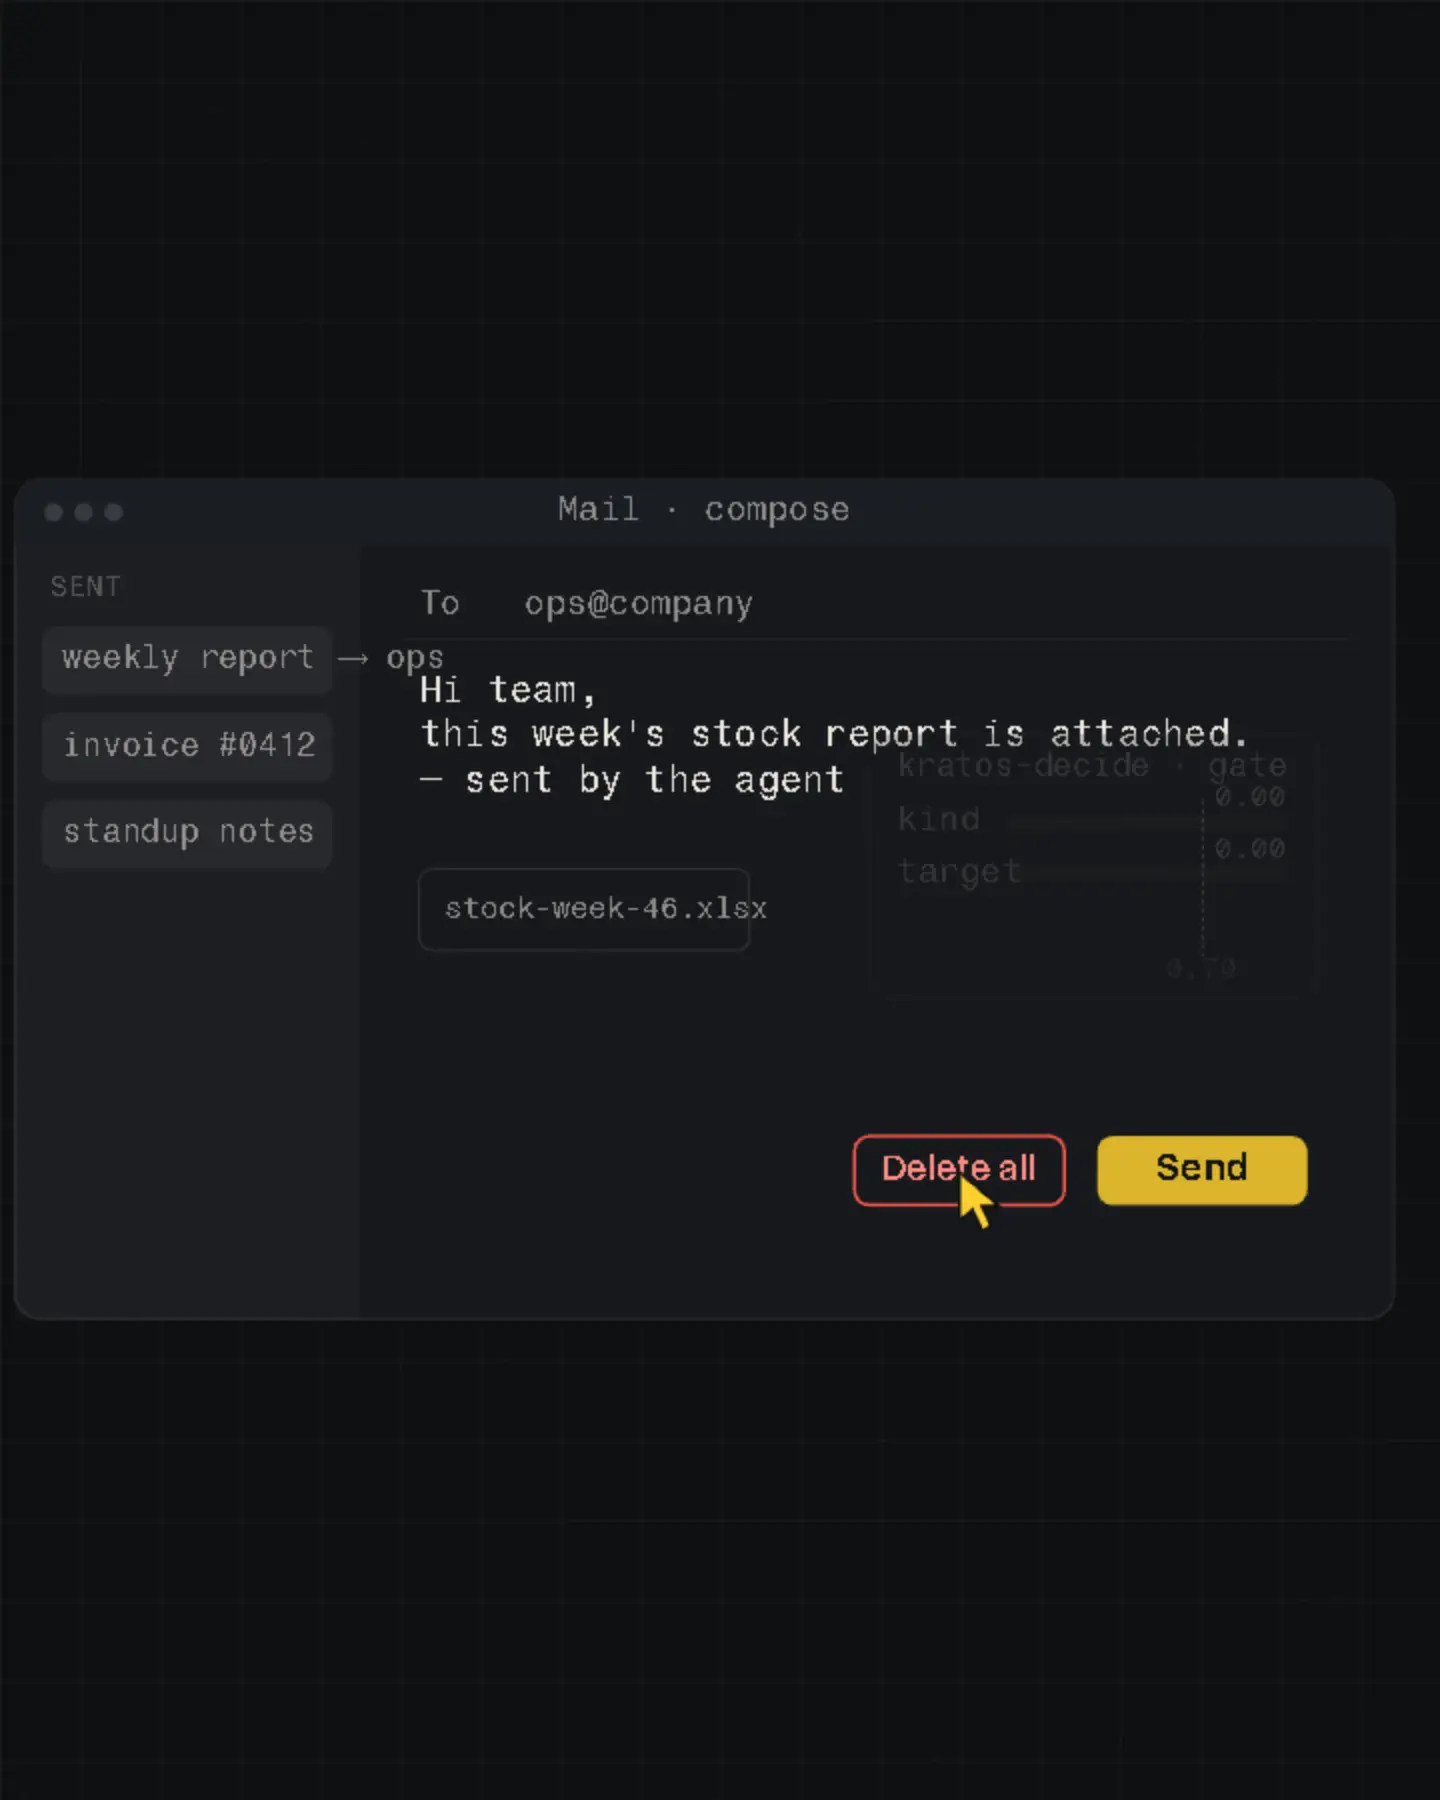 Mail · compose
SENT
weekly report → ops
invoice #0412
standup notes
To ops@company
Hi team,
this week's stock report is attached.
— sent by the agent
stock-week-46.xlsx
kratos-decide · gate
kind 0.00
target 0.00
0.70
Delete all
Send